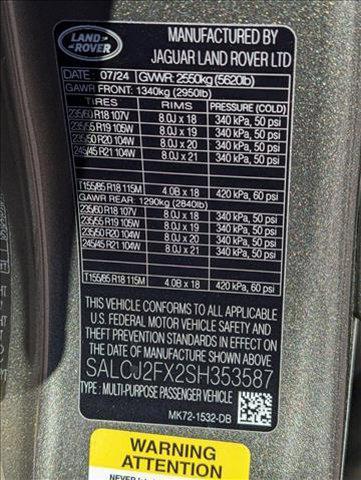 LAND
ROVER
MANUFACTURED BY
JAGUAR LAND ROVER LTD
DATE : 07/24 GVWR: 2550kg (5620lb)
GAWR FRONT: 1340kg (2950lb)
TIRES RIMS PRESSURE (COLD)
235/60 R18 107V 8.0J x 18 340 kPa, 50 psi
235/55 R19 105W 8.0J x 19 340 kPa, 50 psi
235/50 R20 104W 8.0J x 20 340 kPa, 50 psi
245/45 R21 104W 8.0J x 21 340 kPa, 50 psi
T155/85 R18 115M 4.0B x 18 420 kPa, 60 psi
GAWR REAR: 1290kg (2840lb)
235/60 R18 107V 8.0J x 18 340 kPa, 50 psi
235/55 R19 105W 8.0J x 19 340 kPa, 50 psi
235/50 R20 104W 8.0J x 20 340 kPa, 50 psi
245/45 R21 104W 8.0J x 21 340 kPa, 50 psi
T155/85 R18 115M 4.0B x 18 420 kPa, 60 psi
THIS VEHICLE CONFORMS TO ALL APPLICABLE
U.S. FEDERAL MOTOR VEHICLE SAFETY AND
THEFT PREVENTION STANDARDS IN EFFECT ON
THE DATE OF MANUFACTURE SHOWN ABOVE.
SALCJ2FX2SH353587
TYPE : MULTI-PURPOSE PASSENGER VEHICLE
MK72-1532-DB
WARNING
ATTENTION